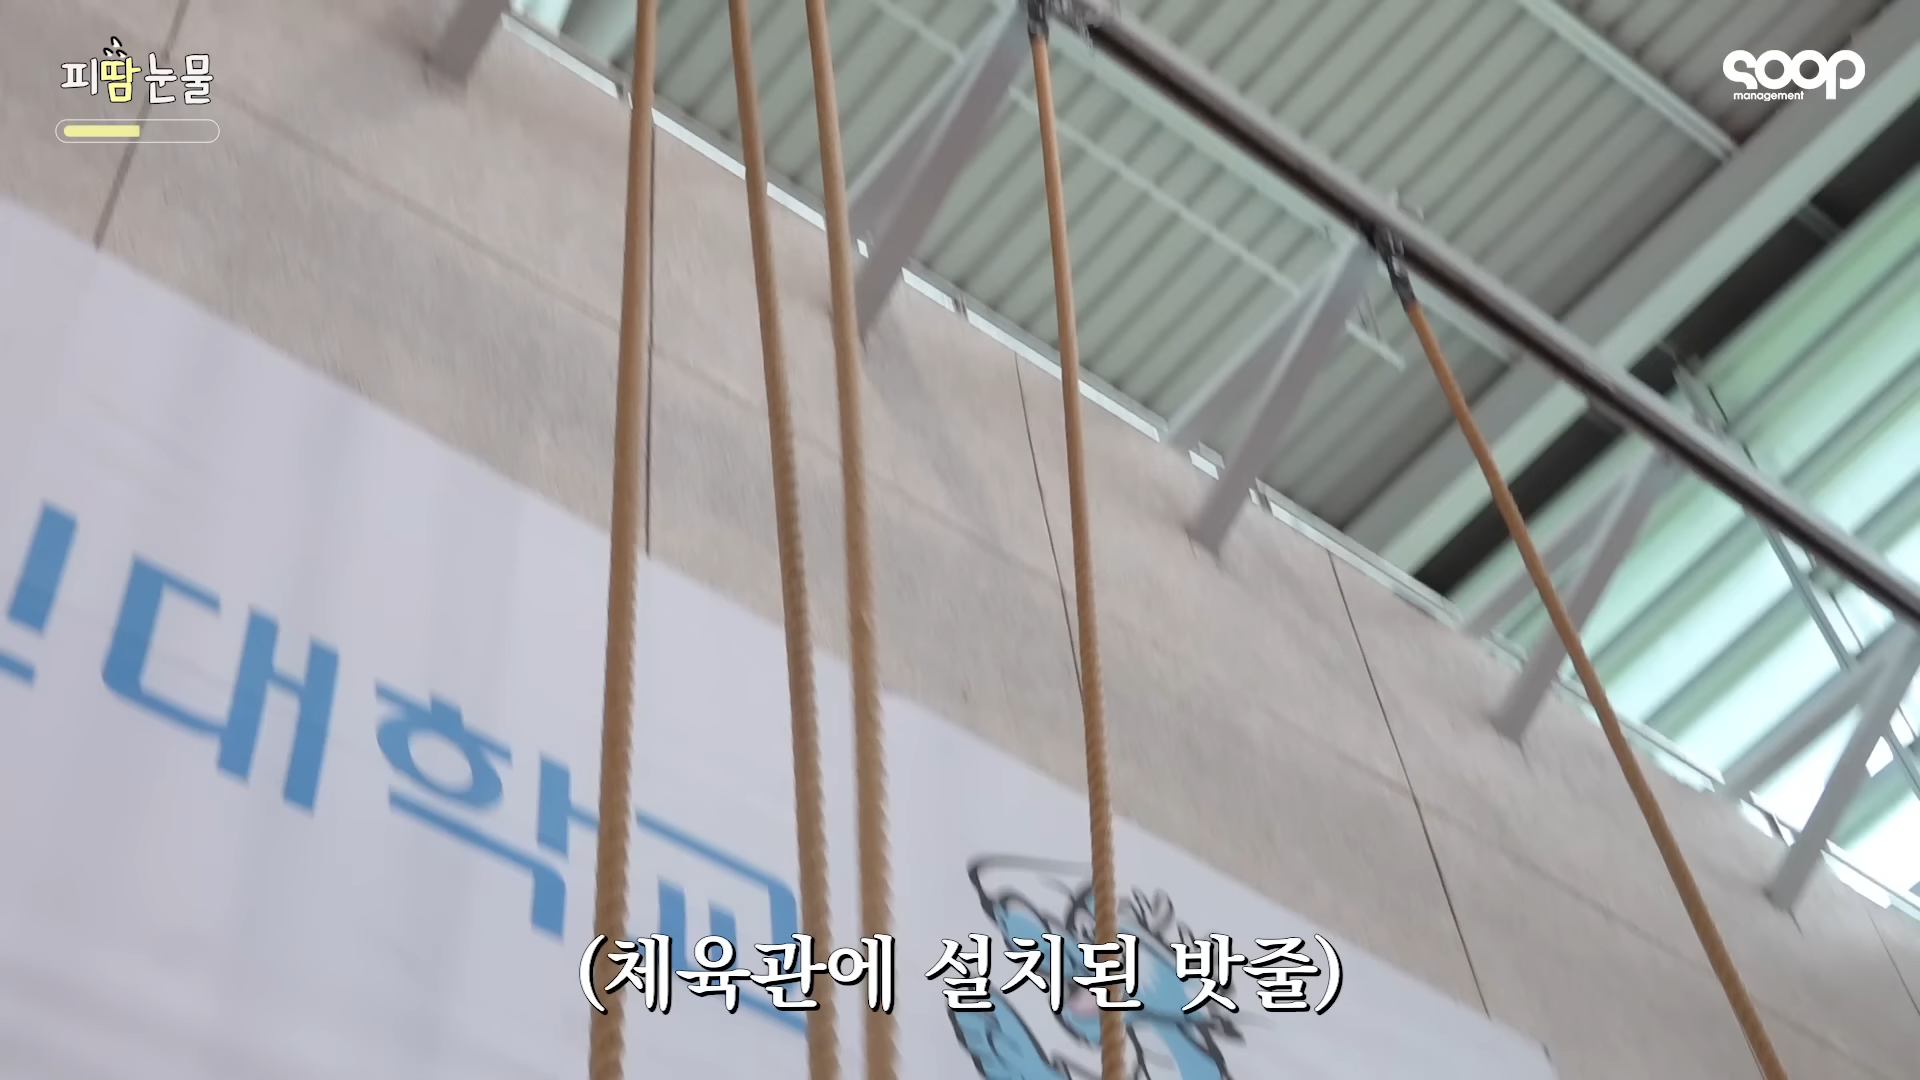 피땀눈물
soop
management
대학교
(체육관에 설치된 밧줄)